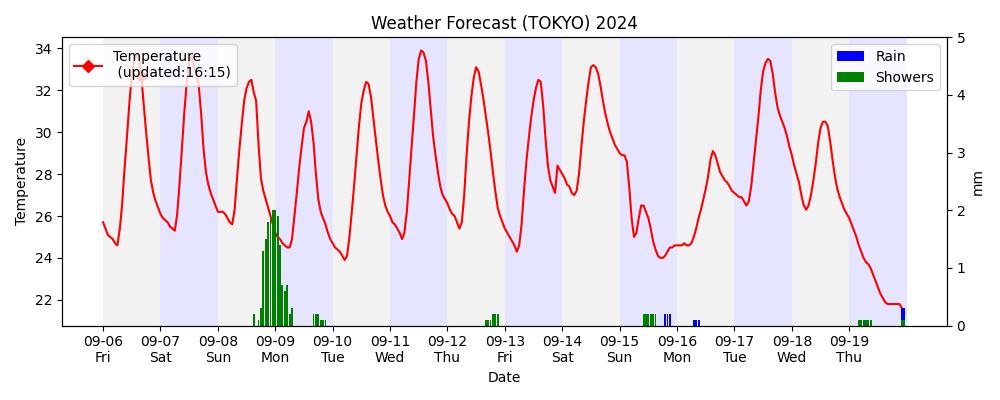 Weather Forecast (TOKYO) 2024
Temperature
(updated:16:15)
Rain
Showers
Temperature
34
32
30
28
26
24
22
5
4
3
2
1
0
mm
09-06 09-07 09-08 09-09 09-10 09-11 09-12 09-13 09-14 09-15 09-16 09-17 09-18 09-19
Fri Sat Sun Mon Tue Wed Thu Fri Sat Sun Mon Tue Wed Thu
Date